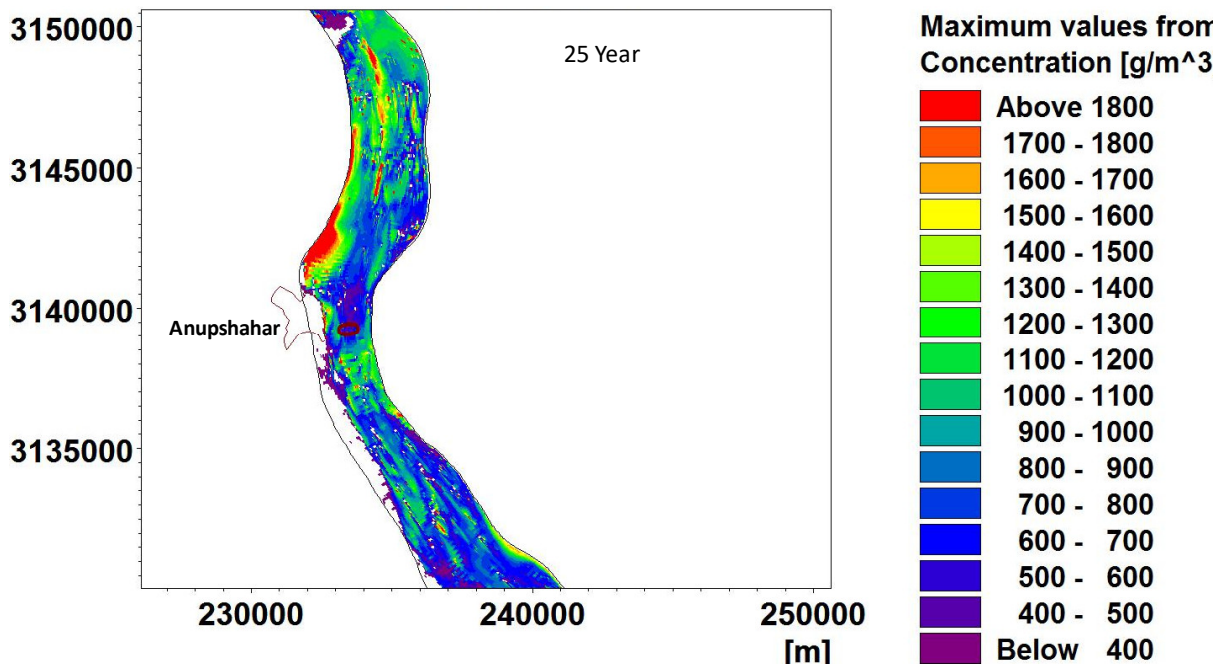 3150000
3145000
3140000
3135000
25 Year
Anupshahar
230000
240000
250000
[m]
Maximum values from
Concentration [g/m^3
Above 1800
1700 - 1800
1600 - 1700
1500 - 1600
1400 - 1500
1300 - 1400
1200 - 1300
1100 - 1200
1000 - 1100
900 - 1000
800 - 900
700 - 800
600 - 700
500 - 600
400 - 500
Below 400